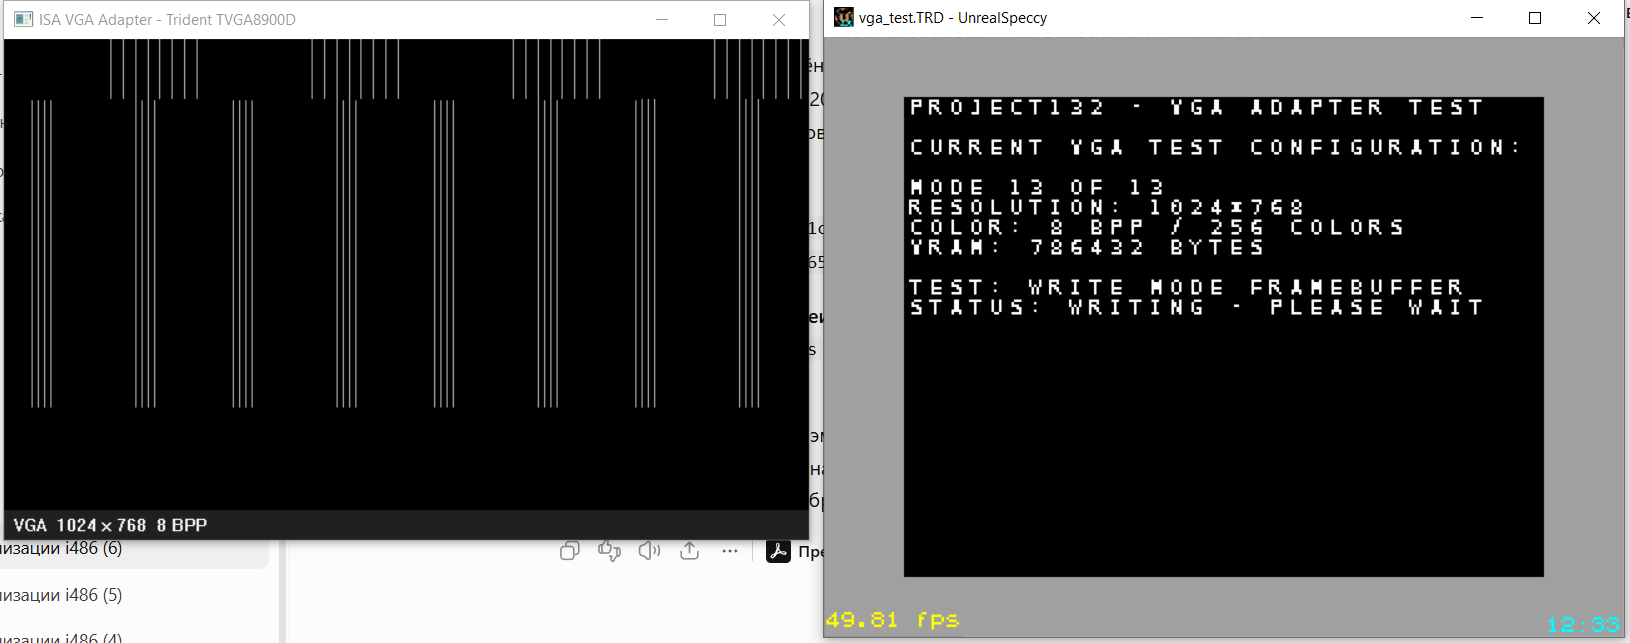 ISA VGA Adapter - Trident TVGA8900D
VGA 1024 × 768 8 BPP
изации i486 (6)
изации i486 (5)
изации i486 (4)
vga_test.TRD - UnrealSpeccy
PROJECT132 - VGA ADAPTER TEST
CURRENT VGA TEST CONFIGURATION:
MODE 13 OF 13
RESOLUTION: 1024x768
COLOR: 8 BPP / 256 COLORS
VRAM: 786432 BYTES
TEST: WRITE MODE FRAMEBUFFER
STATUS: WRITING - PLEASE WAIT
49.81 fps
12:33